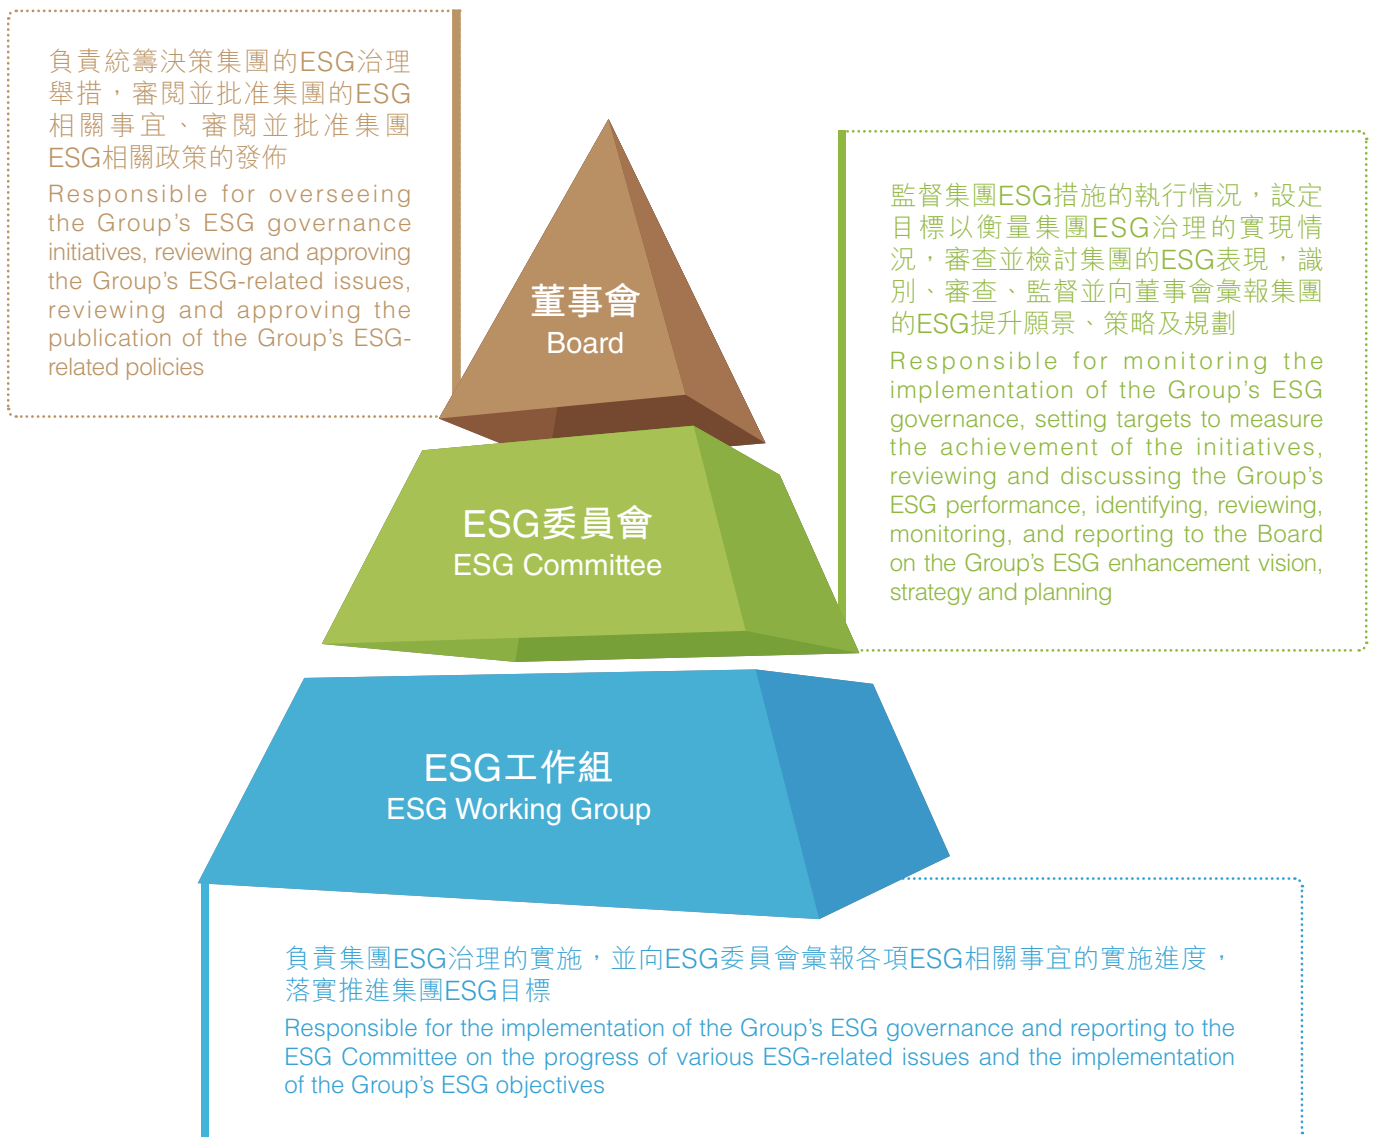 負責統籌決策集團的ESG治理
舉措，審閲並批准集團的ESG
相關事宜、審閲並批准集團
ESG相關政策的發佈
Responsible for overseeing
the Group's ESG governance
initiatives, reviewing and approving
the Group's ESG-related issues,
reviewing and approving the
publication of the Group's ESG-
related policies
董事會
Board
監督集團ESG措施的執行情況，設定
目標以衡量集團ESG治理的實現情
況，審查並檢討集團的ESG表現，識
別、審查、監督並向董事會彙報集團
的ESG提升願景、策略及規劃
Responsible for monitoring the
implementation of the Group's ESG
governance, setting targets to measure
the achievement of the initiatives,
reviewing and discussing the Group's
ESG performance, identifying, reviewing,
monitoring, and reporting to the Board
on the Group's ESG enhancement vision,
strategy and planning
ESG委員會
ESG Committee
ESG工作組
ESG Working Group
負責集團ESG治理的實施，並向ESG委員會彙報各項ESG相關事宜的實施進度，
落實推進集團ESG目標
Responsible for the implementation of the Group's ESG governance and reporting to the
ESG Committee on the progress of various ESG-related issues and the implementation
of the Group's ESG objectives